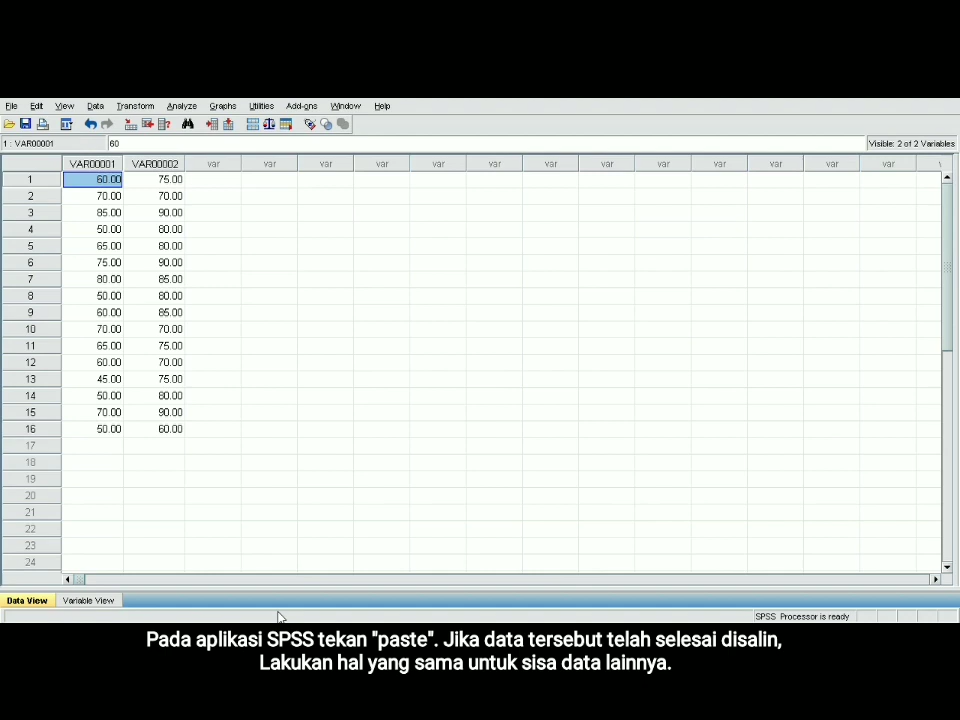 File Edit View Data Transform Analyze Graphs Utilities Add-ons Window Help
1 : VAR00001 60 Visible: 2 of 2 Variables
VAR00001 VAR00002 var var var var var var var var var var var var var
1 60.00 75.00
2 70.00 70.00
3 85.00 90.00
4 50.00 80.00
5 65.00 80.00
6 75.00 90.00
7 80.00 85.00
8 50.00 80.00
9 60.00 85.00
10 70.00 70.00
11 65.00 75.00
12 60.00 70.00
13 45.00 75.00
14 50.00 80.00
15 70.00 90.00
16 50.00 60.00
17
18
19
20
21
22
23
24
Data View Variable View
SPSS Processor is ready
Pada aplikasi SPSS tekan "paste". Jika data tersebut telah selesai disalin,
Lakukan hal yang sama untuk sisa data lainnya.